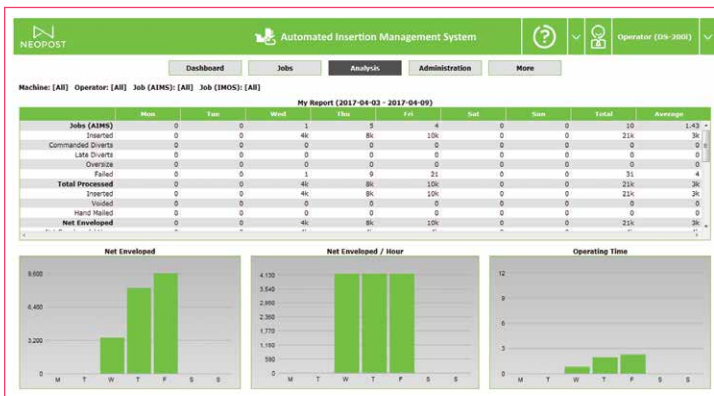 NEOPOST
Automated Insertion Management System
Operator (DS-200i)
Dashboard Jobs Analysis Administration More
Machine: [All] Operator: [All] Job (AIMS): [All] Job (IMOS): [All]
My Report (2017-04-03 - 2017-04-09)
Mon Tue Wed Thu Fri Sat Sun Total Average
Jobs (AIMS) 0 0 1 5 4 0 0 10 1.43
Inserted 0 0 4k 8k 10k 0 0 21k 3k
Commanded Diverts 0 0 0 0 0 0 0 0 0
Late Diverts 0 0 0 0 0 0 0 0 0
Oversize 0 0 0 0 0 0 0 0 0
Failed 0 0 1 9 21 0 0 31 4
Total Processed 0 0 4k 8k 10k 0 0 21k 3k
Inserted 0 0 4k 8k 10k 0 0 21k 3k
Voided 0 0 0 0 0 0 0 0 0
Hand Mailed 0 0 0 0 0 0 0 0 0
Net Enveloped 0 0 4k 8k 10k 0 0 21k 3k
Net Enveloped
9,600
6,400
3,200
0
M T W T F S S
Net Enveloped / Hour
4,130
3,540
2,950
2,360
1,770
1,180
590
0
M T W T F S S
Operating Time
12
9
6
3
0
M T W T F S S